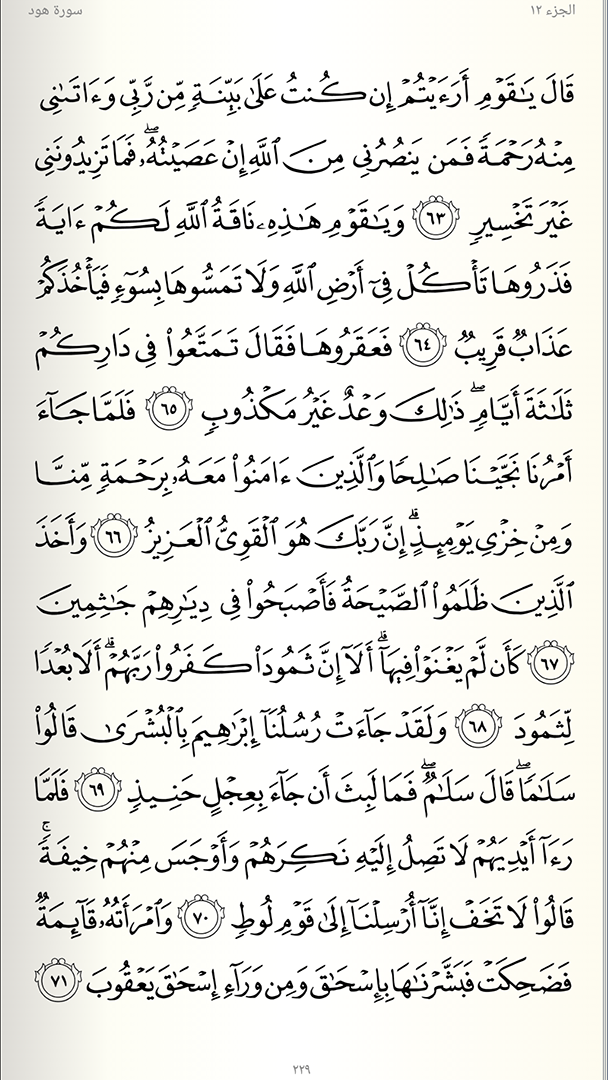 سورة هود الجزء ١٢
قَالَ يَٰقَوْمِ أَرَءَيْتُمْ إِن كُنتُ عَلَىٰ بَيِّنَةٍ مِّن رَّبِّى وَءَاتَىٰنِى
مِنْهُ رَحْمَةً فَمَن يَنصُرُنِى مِنَ ٱللَّهِ إِنْ عَصَيْتُهُۥ ۖ فَمَا تَزِيدُونَنِى
غَيْرَ تَخْسِيرٍ ٦٣ وَيَٰقَوْمِ هَٰذِهِۦ نَاقَةُ ٱللَّهِ لَكُمْ ءَايَةً
فَذَرُوهَا تَأْكُلْ فِىٓ أَرْضِ ٱللَّهِ وَلَا تَمَسُّوهَا بِسُوٓءٍ فَيَأْخُذَكُمْ
عَذَابٌ قَرِيبٌ ٦٤ فَعَقَرُوهَا فَقَالَ تَمَتَّعُوا۟ فِى دَارِكُمْ
ثَلَٰثَةَ أَيَّامٍ ۖ ذَٰلِكَ وَعْدٌ غَيْرُ مَكْذُوبٍ ٦٥ فَلَمَّا جَآءَ
أَمْرُنَا نَجَّيْنَا صَٰلِحًا وَٱلَّذِينَ ءَامَنُوا۟ مَعَهُۥ بِرَحْمَةٍ مِّنَّا
وَمِنْ خِزْىِ يَوْمِئِذٍ ۗ إِنَّ رَبَّكَ هُوَ ٱلْقَوِىُّ ٱلْعَزِيزُ ٦٦ وَأَخَذَ
ٱلَّذِينَ ظَلَمُوا۟ ٱلصَّيْحَةُ فَأَصْبَحُوا۟ فِى دِيَٰرِهِمْ جَٰثِمِينَ
٦٧ كَأَن لَّمْ يَغْنَوْا۟ فِيهَآ ۗ أَلَآ إِنَّ ثَمُودَا۟ كَفَرُوا۟ رَبَّهُمْ ۗ أَلَا بُعْدًا
لِّثَمُودَ ٦٨ وَلَقَدْ جَآءَتْ رُسُلُنَآ إِبْرَٰهِيمَ بِٱلْبُشْرَىٰ قَالُوا۟
سَلَٰمًا ۖ قَالَ سَلَٰمٌ ۖ فَمَا لَبِثَ أَن جَآءَ بِعِجْلٍ حَنِيذٍ ٦٩ فَلَمَّا
رَءَآ أَيْدِيَهُمْ لَا تَصِلُ إِلَيْهِ نَكِرَهُمْ وَأَوْجَسَ مِنْهُمْ خِيفَةً ۚ
قَالُوا۟ لَا تَخَفْ إِنَّآ أُرْسِلْنَآ إِلَىٰ قَوْمِ لُوطٍ ٧٠ وَٱمْرَأَتُهُۥ قَآئِمَةٌ
فَضَحِكَتْ فَبَشَّرْنَٰهَا بِإِسْحَٰقَ وَمِن وَرَآءِ إِسْحَٰقَ يَعْقُوبَ ٧١
٢٢٩